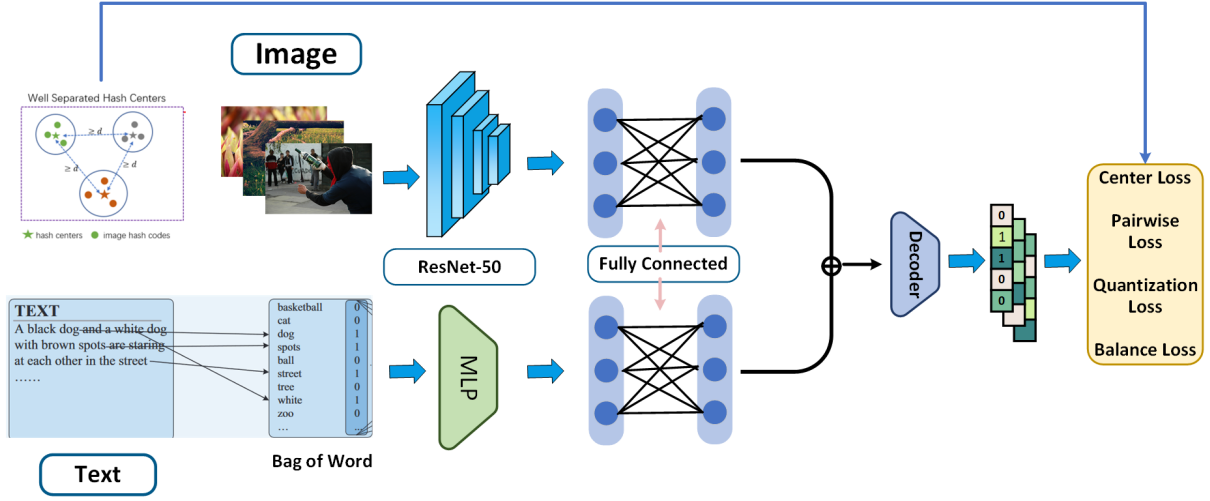 Image
Well Separated Hash Centers
≥ d
≥ d
≥ d
hash centers
image hash codes
ResNet-50
Fully Connected
Decoder
0
1
1
0
0
Center Loss
Pairwise
Loss
Quantization
Loss
Balance Loss
TEXT
A black dog and a white dog
with brown spots are staring
at each other in the street
......
basketball 0
cat 0
dog 1
spots 1
ball 0
street 1
tree 0
white 1
zoo 0
... ...
MLP
Bag of Word
Text